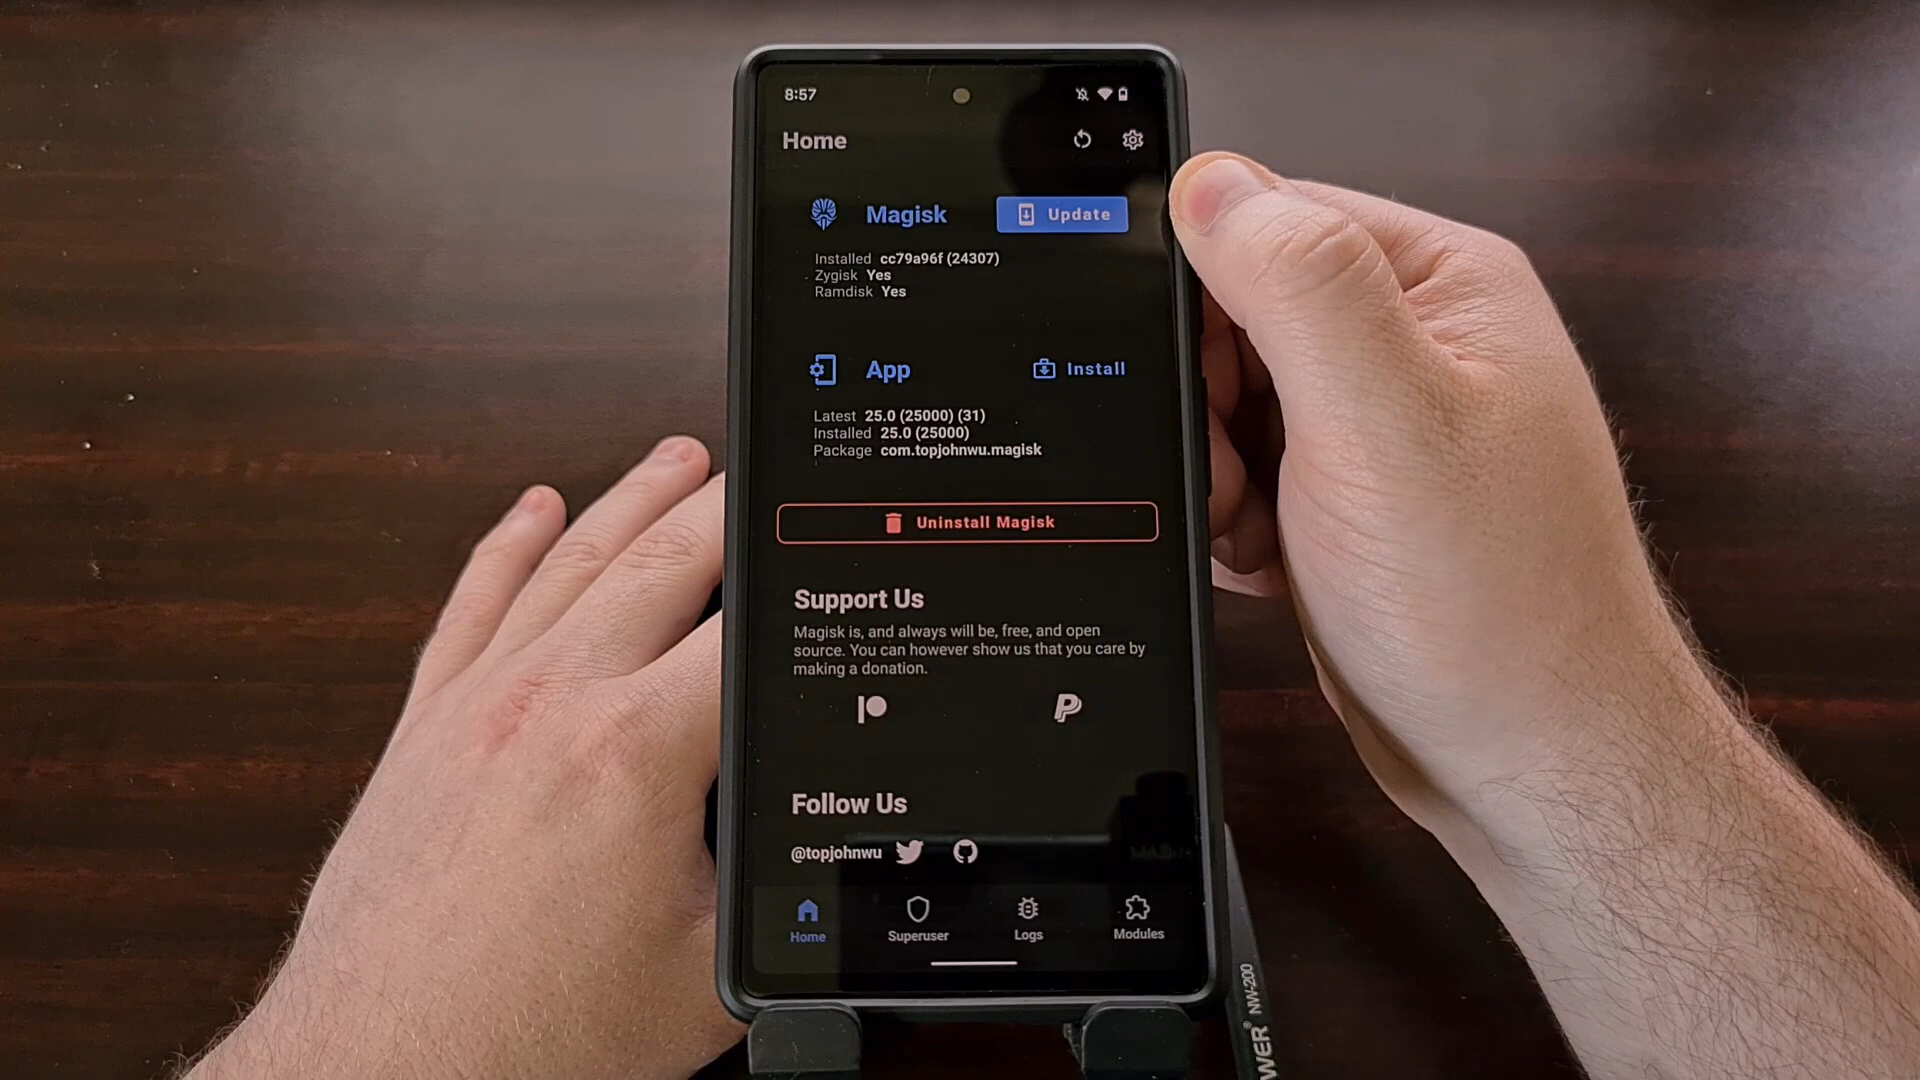 8:57
Home
Magisk
Update
Installed cc79a96f (24307)
Zygisk Yes
Ramdisk Yes
App
Install
Latest 25.0 (25000) (31)
Installed 25.0 (25000)
Package com.topjohnwu.magisk
Uninstall Magisk
Support Us
Magisk is, and always will be, free, and open
source. You can however show us that you care by
making a donation.
Follow Us
@topjohnwu
Home
Superuser
Logs
Modules
WER® NW-200